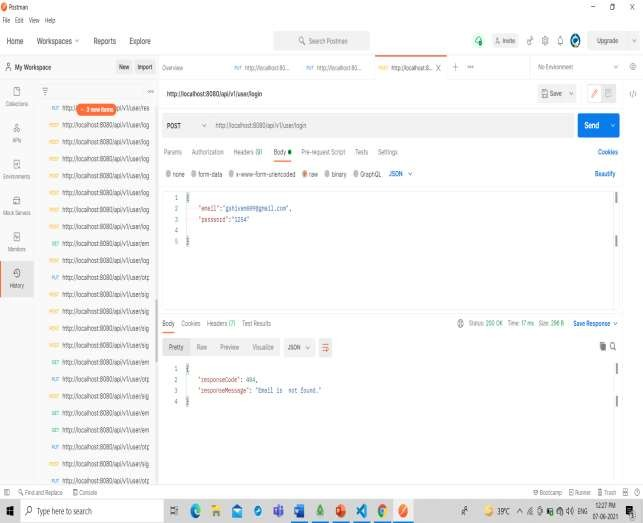 Postman
File Edit View Help
Home Workspaces Reports Explore
Search Postman
Invite
Upgrade
My Workspace
New Import
Overview
PUT http://localhost:80...
PUT http://localhost:80...
POST http://localhost:8...
No Environment
http://localhost:8080/api/v1/user/login
Save
POST
http://localhost:8080/api/v1/user/login
Send
Params Authorization Headers (9) Body Pre-request Script Tests Settings
Cookies
none form-data x-www-form-urlencoded raw binary GraphQL JSON
Beautify
1 {
2 "email":"gshivam699@gmail.com",
3 "password":"1234"
4
5 }
Collections
APIs
Environments
Mock Servers
Monitors
History
3 new items
PUT http://localhost:8080/api/v1/user/res
POST http://localhost:8080/api/v1/user/log
POST http://localhost:8080/api/v1/user/log
POST http://localhost:8080/api/v1/user/log
POST http://localhost:8080/api/v1/user/log
POST http://localhost:8080/api/v1/user/log
POST http://localhost:8080/api/v1/user/log
POST http://localhost:8080/api/v1/user/log
GET http://localhost:8080/api/v1/user/em
POST http://localhost:8080/api/v1/user/log
PUT http://localhost:8080/api/v1/user/otp
POST http://localhost:8080/api/v1/user/sig
POST http://localhost:8080/api/v1/user/sig
POST http://localhost:8080/api/v1/user/sig
POST http://localhost:8080/api/v1/user/sig
GET http://localhost:8080/api/v1/user/em
PUT http://localhost:8080/api/v1/user/otp
POST http://localhost:8080/api/v1/user/sig
GET http://localhost:8080/api/v1/user/em
GET http://localhost:8080/api/v1/user/em
PUT http://localhost:8080/api/v1/user/otp
POST http://localhost:8080/api/v1/user/sig
PUT http://localhost:8080/api/v1/user/otp
Body Cookies Headers (7) Test Results
Status: 200 OK Time: 17 ms Size: 296 B Save Response
Pretty Raw Preview Visualize JSON
1 {
2 "responseCode": 404,
3 "responseMessage": "Email is not found."
4 }
Find and Replace Console
Bootcamp Runner Trash
Type here to search
39°C
ENG
12:27 PM
07-06-2021